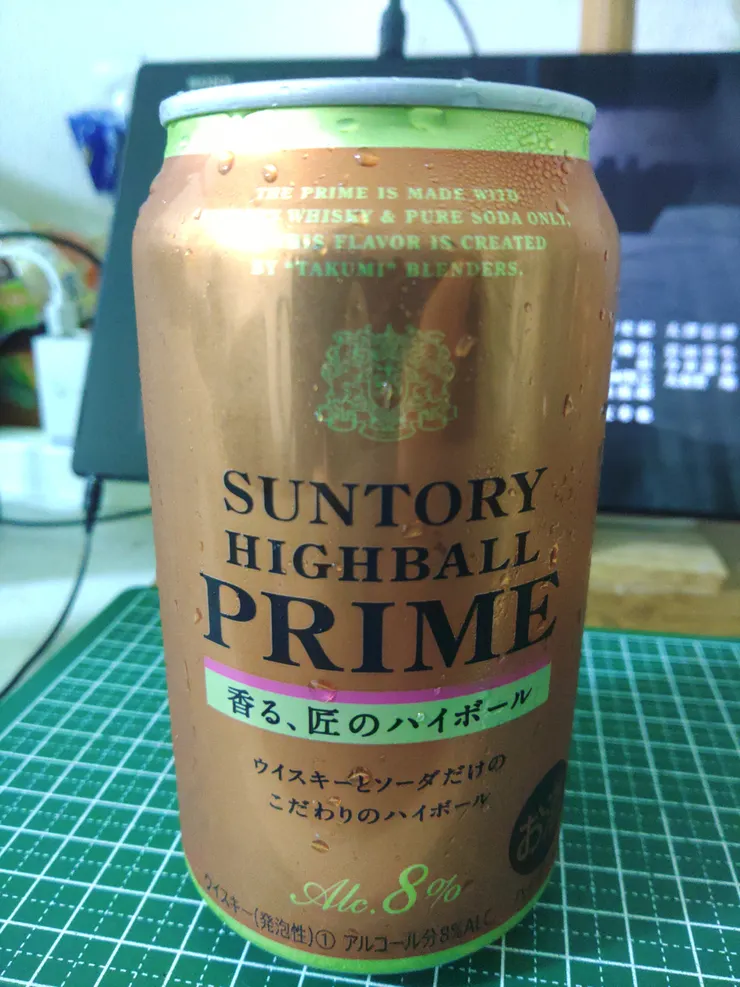 THE PRIME IS MADE WITH
WHISKY & PURE SODA ONLY,
THIS FLAVOR IS CREATED
BY "TAKUMI" BLENDERS.
SUNTORY
HIGHBALL
PRIME
香る、匠のハイボール
ウイスキーとソーダだけの
こだわりのハイボール
お
Alc.8%
ウイスキー(発泡性)① アルコール分8%ALC